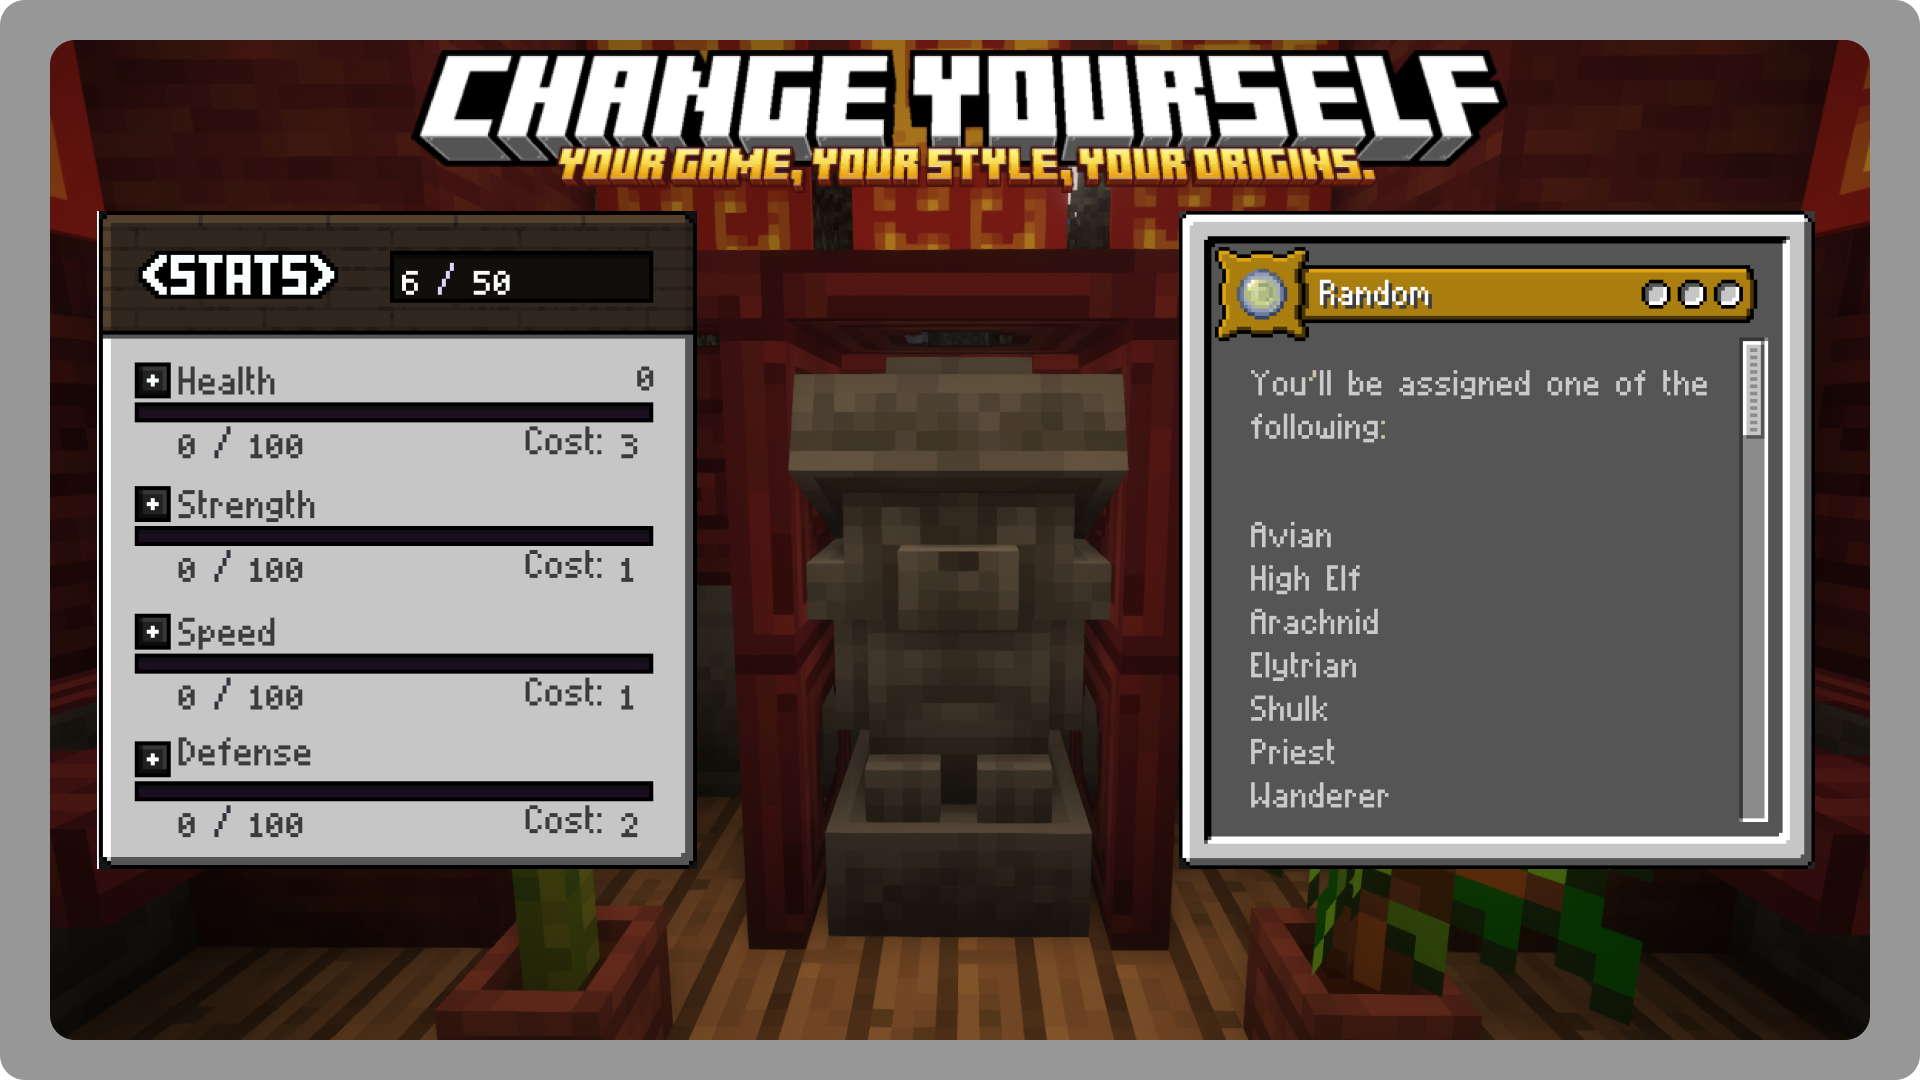 CHANGE YOURSELF
YOUR GAME, YOUR STYLE, YOUR ORIGINS.
<STATS>
6 / 50
Health 0
0 / 100 Cost: 3
Strength
0 / 100 Cost: 1
Speed
0 / 100 Cost: 1
Defense
0 / 100 Cost: 2
Random
You'll be assigned one of the
following:
Avian
High Elf
Arachnid
Elytrian
Shulk
Priest
Wanderer